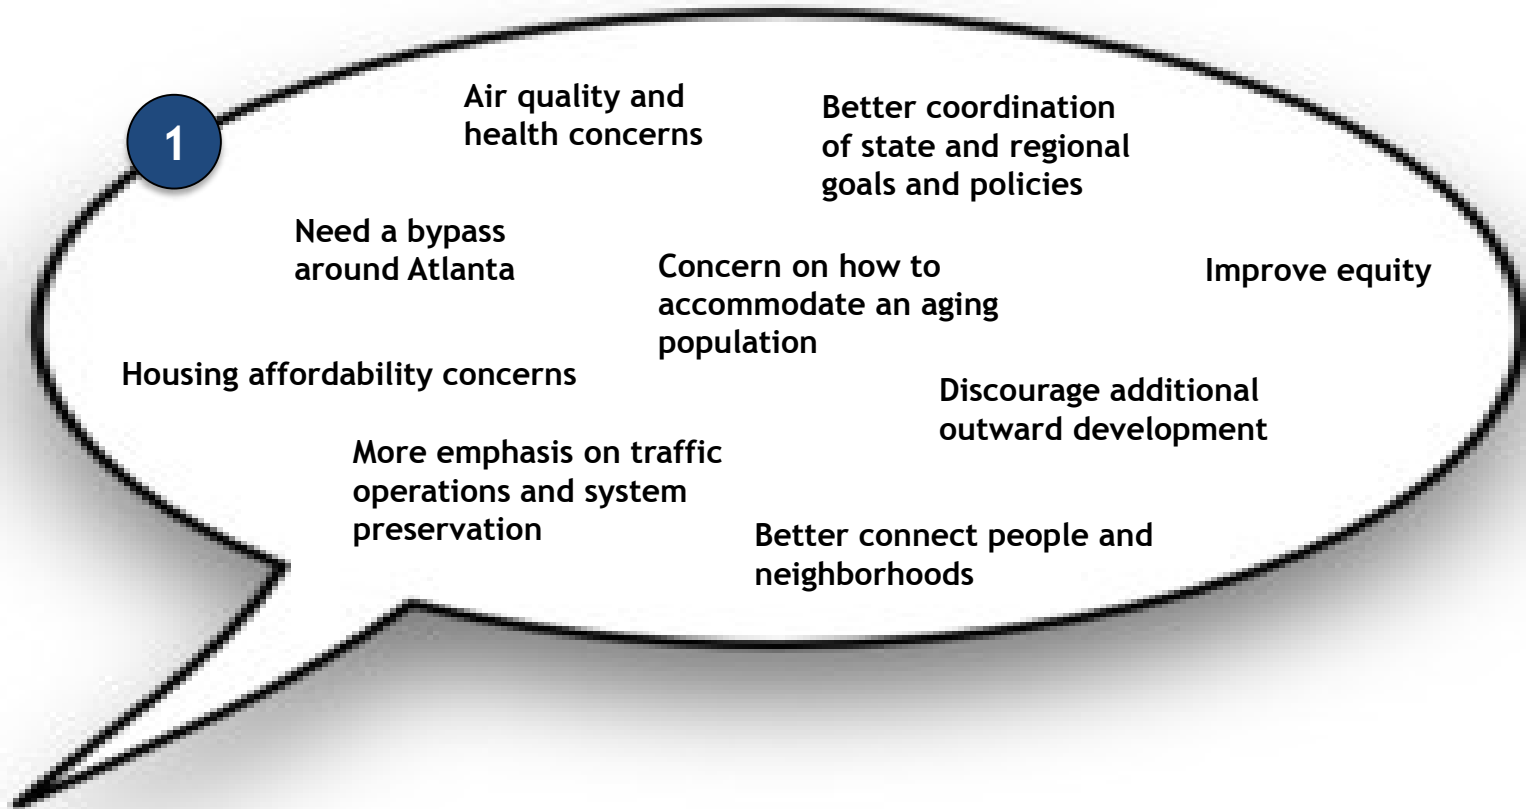 1
Air quality and
health concerns
Better coordination
of state and regional
goals and policies
Need a bypass
around Atlanta
Concern on how to
accommodate an aging
population
Improve equity
Housing affordability concerns
Discourage additional
outward development
More emphasis on traffic
operations and system
preservation
Better connect people and
neighborhoods